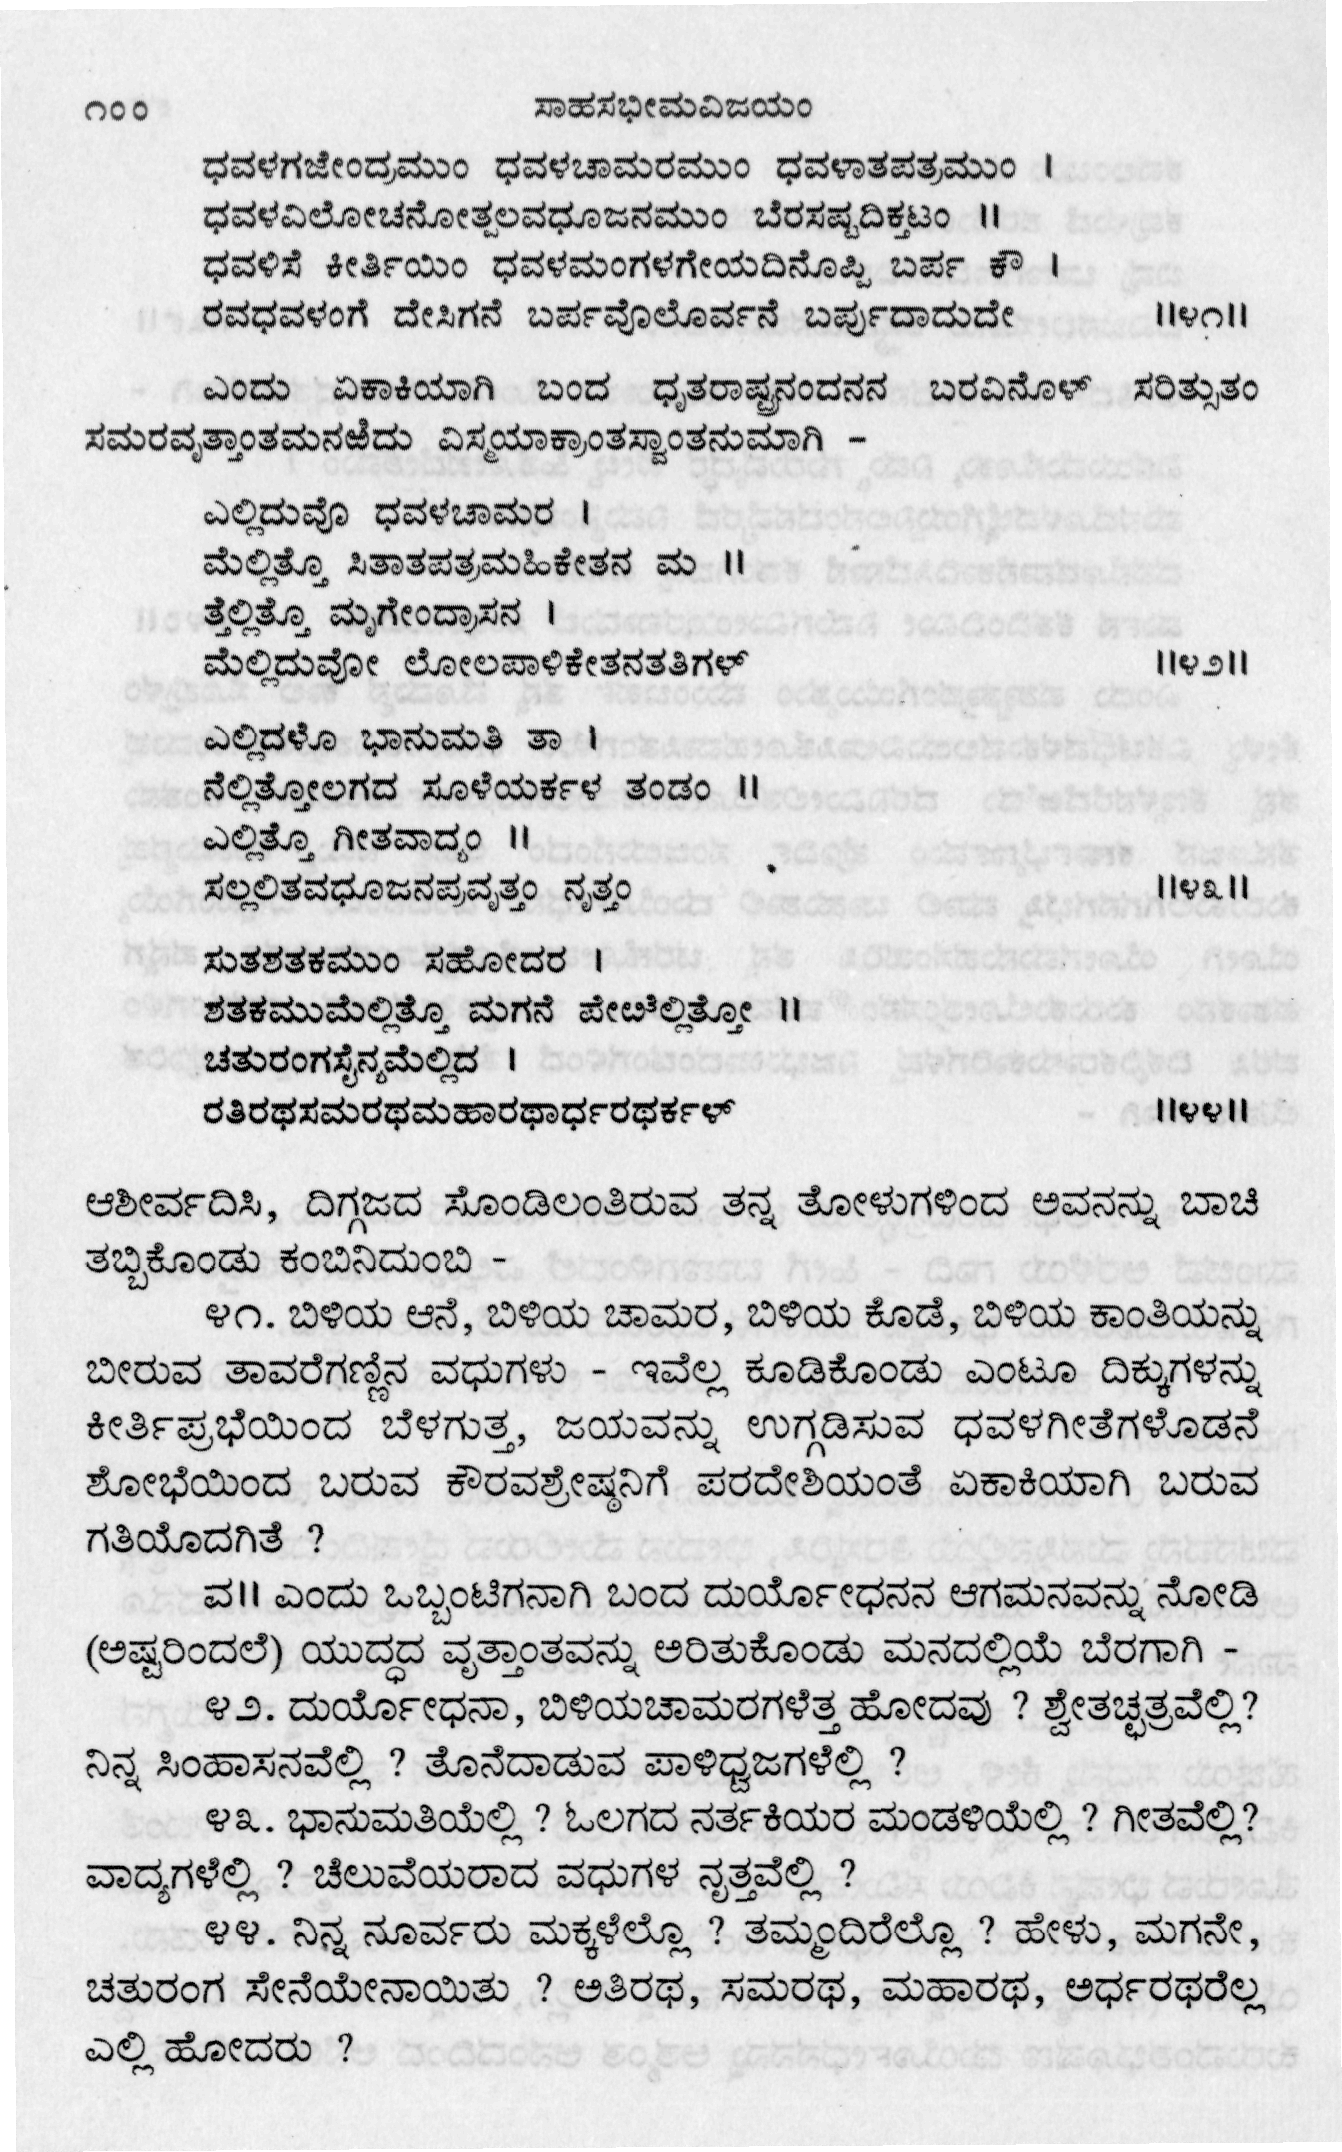 ೧೦೦ ಸಾಹಸಭೀಮವಿಜಯಂ
ಧವಳಗಜೇಂದ್ರಮುಂ ಧವಳಚಾಮರಮುಂ ಧವಳಾತಪತ್ರಮುಂ ।
ಧವಳವಿಲೋಚನೋತ್ಪಲವಧೂಜನಮುಂ ಬೆರಸಷ್ಟದಿಕ್ತಟಂ ॥
ಧವಳಿಸೆ ಕೀರ್ತಿಯಿಂ ಧವಳಮಂಗಳಗೇಯದಿನೊಪ್ಪಿ ಬರ್ಪ ಕೌ ।
ರವಧವಳಂಗೆ ದೇಸಿಗನೆ ಬರ್ಪವೊಲೊರ್ವನೆ ಬರ್ಪುದಾದುದೇ ॥೪೧॥
ಎಂದು ಏಕಾಕಿಯಾಗಿ ಬಂದ ಧೃತರಾಷ್ಟ್ರನಂದನನ ಬರವಿನೊಳ್ ಸರಿತ್ಸುತಂ
ಸಮರವೃತ್ತಾಂತಮನಱಿದು ವಿಸ್ಮಯಾಕ್ರಾಂತಸ್ವಾಂತನುಮಾಗಿ –
ಎಲ್ಲಿದುವೊ ಧವಳಚಾಮರ ।
ಮೆಲ್ಲಿತ್ತೊ ಸಿತಾತಪತ್ರಮಹಿಕೇತನ ಮ ॥
ತ್ತೆಲ್ಲಿತ್ತೊ ಮೃಗೇಂದ್ರಾಸನ ।
ಮೆಲ್ಲಿದುವೋ ಲೋಲಪಾಳಿಕೇತನತತಿಗಳ್ ॥೪೨॥
ಎಲ್ಲಿದಳೊ ಭಾನುಮತಿ ತಾ ।
ನೆಲ್ಲಿತ್ತೋಲಗದ ಸೂಳೆಯರ್ಕಳ ತಂಡಂ ॥
ಎಲ್ಲಿತ್ತೊ ಗೀತವಾದ್ಯಂ ॥
ಸಲ್ಲಲಿತವಧೂಜನಪ್ರವೃತ್ತಂ ನೃತ್ತಂ ॥೪೩॥
ಸುತಶತಕಮುಂ ಸಹೋದರ ।
ಶತಕಮುಮೆಲ್ಲಿತ್ತೊ ಮಗನೆ ಪೇೞೆಲ್ಲಿತ್ತೋ ॥
ಚತುರಂಗಸೈನ್ಯಮೆಲ್ಲಿದ ।
ರತಿರಥಸಮರಥಮಹಾರಥಾರ್ಧರಥರ್ಕಳ್ ॥೪೪॥
ಆಶೀರ್ವದಿಸಿ, ದಿಗ್ಗಜದ ಸೊಂಡಿಲಂತಿರುವ ತನ್ನ ತೋಳುಗಳಿಂದ ಅವನನ್ನು ಬಾಚಿ
ತಬ್ಬಿಕೊಂಡು ಕಂಬಿನಿದುಂಬಿ –
೪೧. ಬಿಳಿಯ ಆನೆ, ಬಿಳಿಯ ಚಾಮರ, ಬಿಳಿಯ ಕೊಡೆ, ಬಿಳಿಯ ಕಾಂತಿಯನ್ನು
ಬೀರುವ ತಾವರೆಗಣ್ಣಿನ ವಧುಗಳು – ಇವೆಲ್ಲ ಕೂಡಿಕೊಂಡು ಎಂಟೂ ದಿಕ್ಕುಗಳನ್ನು
ಕೀರ್ತಿಪ್ರಭೆಯಿಂದ ಬೆಳಗುತ್ತ, ಜಯವನ್ನು ಉಗ್ಗಡಿಸುವ ಧವಳಗೀತೆಗಳೊಡನೆ
ಶೋಭೆಯಿಂದ ಬರುವ ಕೌರವಶ್ರೇಷ್ಠನಿಗೆ ಪರದೇಶಿಯಂತೆ ಏಕಾಕಿಯಾಗಿ ಬರುವ
ಗತಿಯೊದಗಿತೆ ?
ವ॥ ಎಂದು ಒಬ್ಬಂಟಿಗನಾಗಿ ಬಂದ ದುರ್ಯೋಧನನ ಆಗಮನವನ್ನು ನೋಡಿ
(ಅಷ್ಟರಿಂದಲೆ) ಯುದ್ಧದ ವೃತ್ತಾಂತವನ್ನು ಅರಿತುಕೊಂಡು ಮನದಲ್ಲಿಯೆ ಬೆರಗಾಗಿ –
೪೨. ದುರ್ಯೋಧನಾ, ಬಿಳಿಯಚಾಮರಗಳೆತ್ತ ಹೋದವು ? ಶ್ವೇತಚ್ಛತ್ರವೆಲ್ಲಿ?
ನಿನ್ನ ಸಿಂಹಾಸನವೆಲ್ಲಿ ? ತೊನೆದಾಡುವ ಪಾಳಿಧ್ವಜಗಳೆಲ್ಲಿ ?
೪೩. ಭಾನುಮತಿಯೆಲ್ಲಿ ? ಓಲಗದ ನರ್ತಕಿಯರ ಮಂಡಳಿಯೆಲ್ಲಿ ? ಗೀತವೆಲ್ಲಿ?
ವಾದ್ಯಗಳೆಲ್ಲಿ ? ಚೆಲುವೆಯರಾದ ವಧುಗಳ ನೃತ್ತವೆಲ್ಲಿ ?
೪೪. ನಿನ್ನ ನೂರ್ವರು ಮಕ್ಕಳೆಲ್ಲೊ ? ತಮ್ಮಂದಿರೆಲ್ಲೊ ? ಹೇಳು, ಮಗನೇ,
ಚತುರಂಗ ಸೇನೆಯೇನಾಯಿತು ? ಅತಿರಥ, ಸಮರಥ, ಮಹಾರಥ, ಅರ್ಧರಥರೆಲ್ಲ
ಎಲ್ಲಿ ಹೋದರು ?